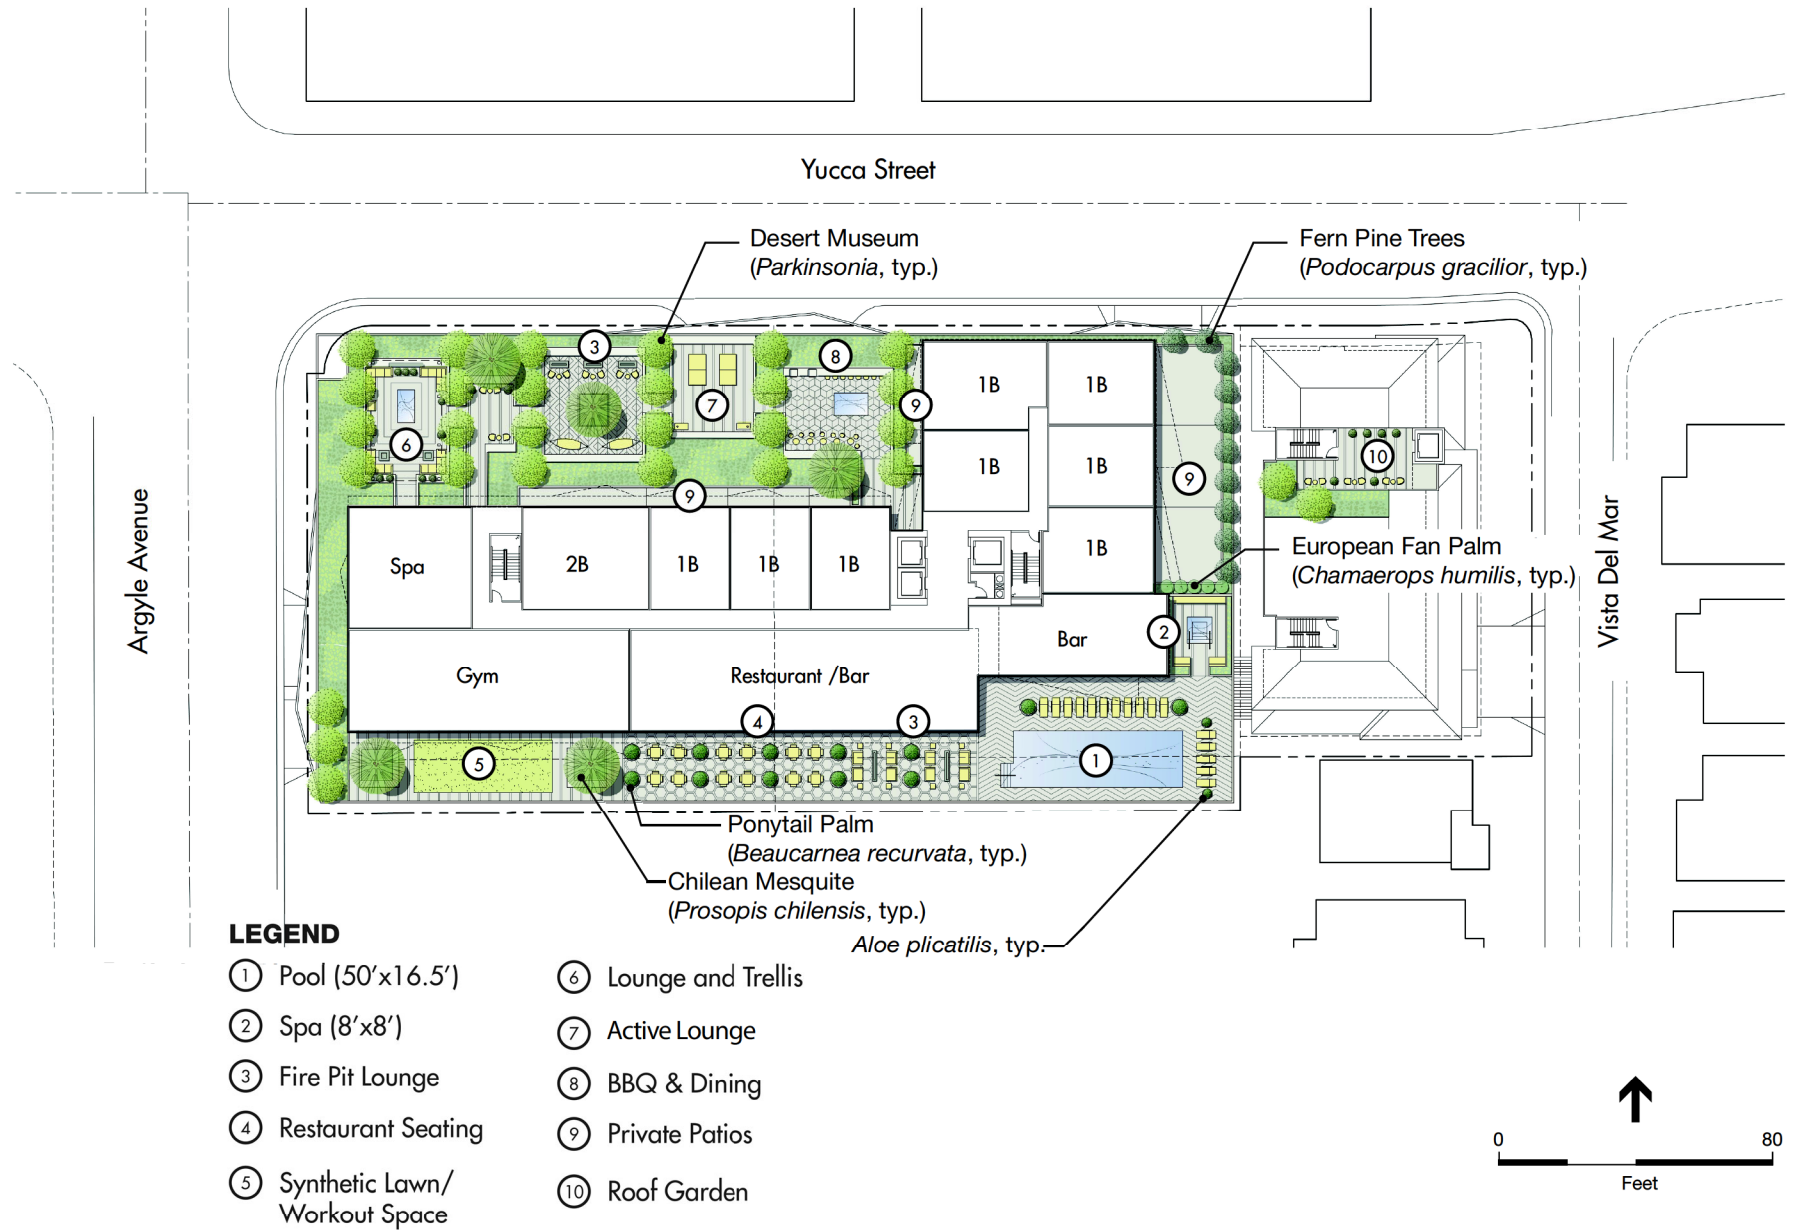 Yucca Street
Desert Museum
(Parkinsonia, typ.)
Fern Pine Trees
(Podocarpus gracilior, typ.)
3
8
7
9
6
10
9
9
1B
1B
1B
1B
1B
Argyle Avenue
Vista Del Mar
European Fan Palm
(Chamaerops humilis, typ.)
Spa
2B
1B
1B
1B
2
Bar
Gym
Restaurant /Bar
4
3
5
1
Ponytail Palm
(Beaucarnea recurvata, typ.)
Chilean Mesquite
(Prosopis chilensis, typ.)
Aloe plicatilis, typ.
LEGEND
1 Pool (50'x16.5')
2 Spa (8'x8')
3 Fire Pit Lounge
4 Restaurant Seating
5 Synthetic Lawn/
Workout Space
6 Lounge and Trellis
7 Active Lounge
8 BBQ & Dining
9 Private Patios
10 Roof Garden
0 80
Feet